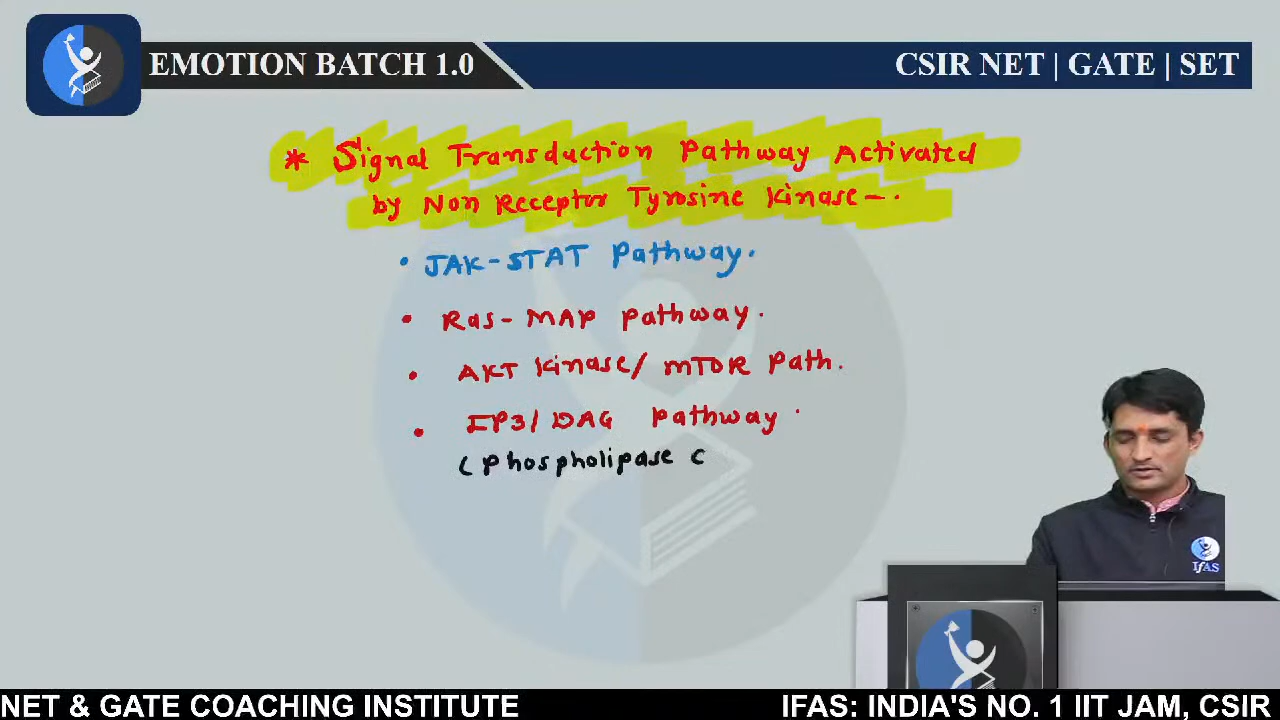 EMOTION BATCH 1.0
CSIR NET | GATE | SET
* Signal Transduction Pathway Activated
by Non Receptor Tyrosine Kinase -.
• JAK-STAT Pathway.
• Ras-MAP pathway.
• AKT kinase/ mTOR Path.
• IP3/ DAG pathway.
(phospholipase C
IfAS
NET & GATE COACHING INSTITUTE
IFAS: INDIA'S NO. 1 IIT JAM, CSIR